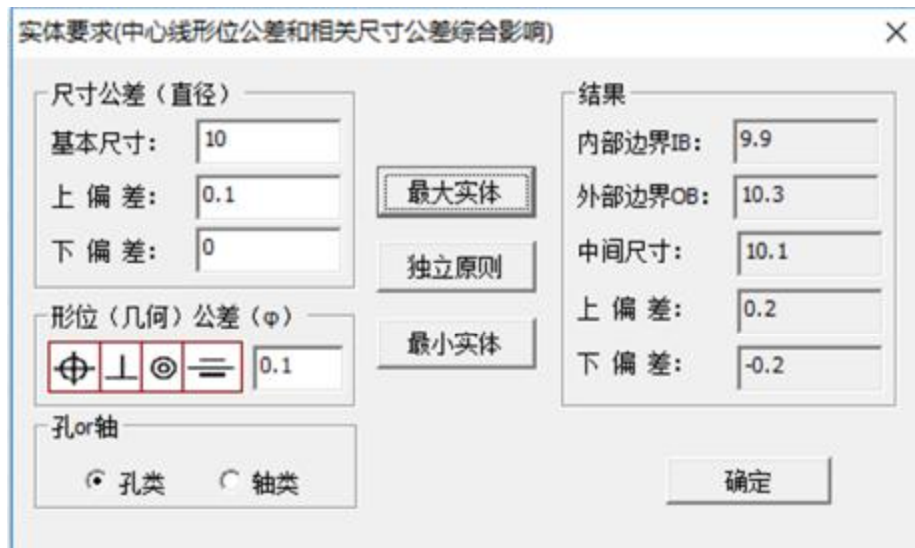 实体要求(中心线形位公差和相关尺寸公差综合影响)
尺寸公差（直径）
基本尺寸： 10
上 偏 差： 0.1
下 偏 差： 0
形位（几何）公差（φ）
0.1
孔or轴
孔类 轴类
最大实体
独立原则
最小实体
结果
内部边界IB： 9.9
外部边界OB： 10.3
中间尺寸： 10.1
上 偏 差： 0.2
下 偏 差： -0.2
确定